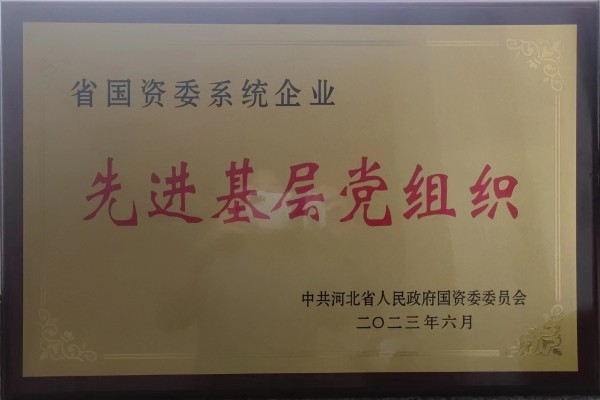 省国资委系统企业
先进基层党组织
中共河北省人民政府国资委委员会
二〇二三年六月